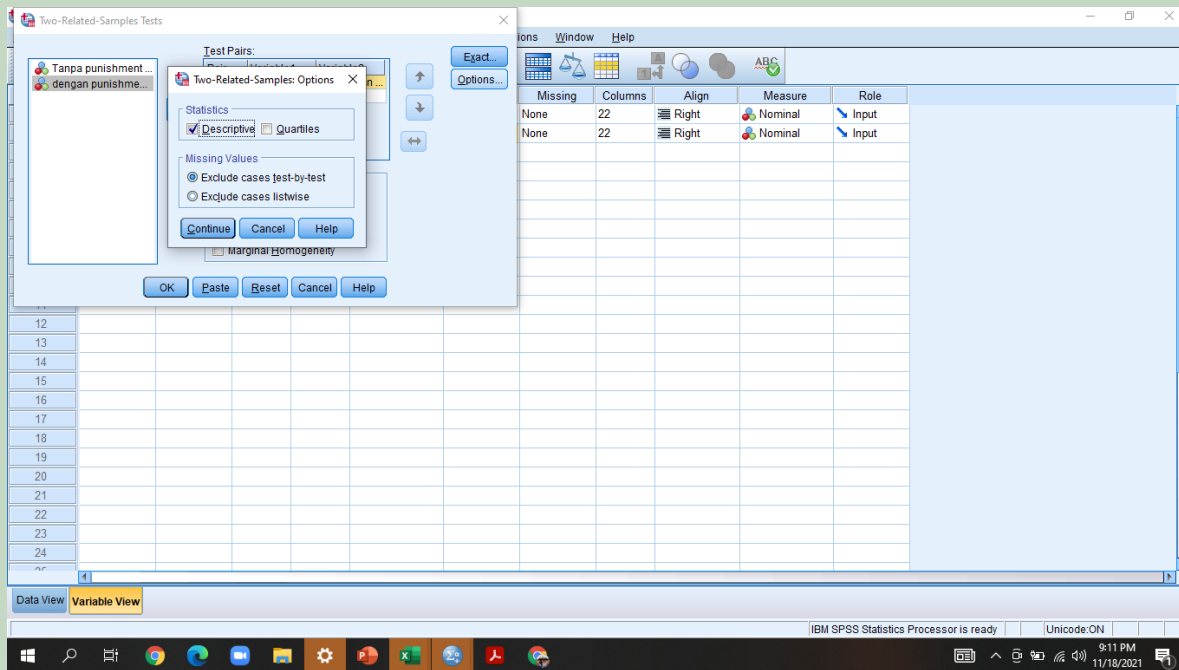 Two-Related-Samples Tests
ions Window Help
Test Pairs:
Tanpa punishment ...
dengan punishme...
n ...
Exact...
Options...
Two-Related-Samples: Options
Statistics
Descriptive Quartiles
Missing Values
Exclude cases test-by-test
Exclude cases listwise
Continue Cancel Help
Marginal Homogeneity
OK Paste Reset Cancel Help
Missing Columns Align Measure Role
None 22 Right Nominal Input
None 22 Right Nominal Input
12
13
14
15
16
17
18
19
20
21
22
23
24
Data View Variable View
IBM SPSS Statistics Processor is ready Unicode:ON
9:11 PM
11/18/2021
1